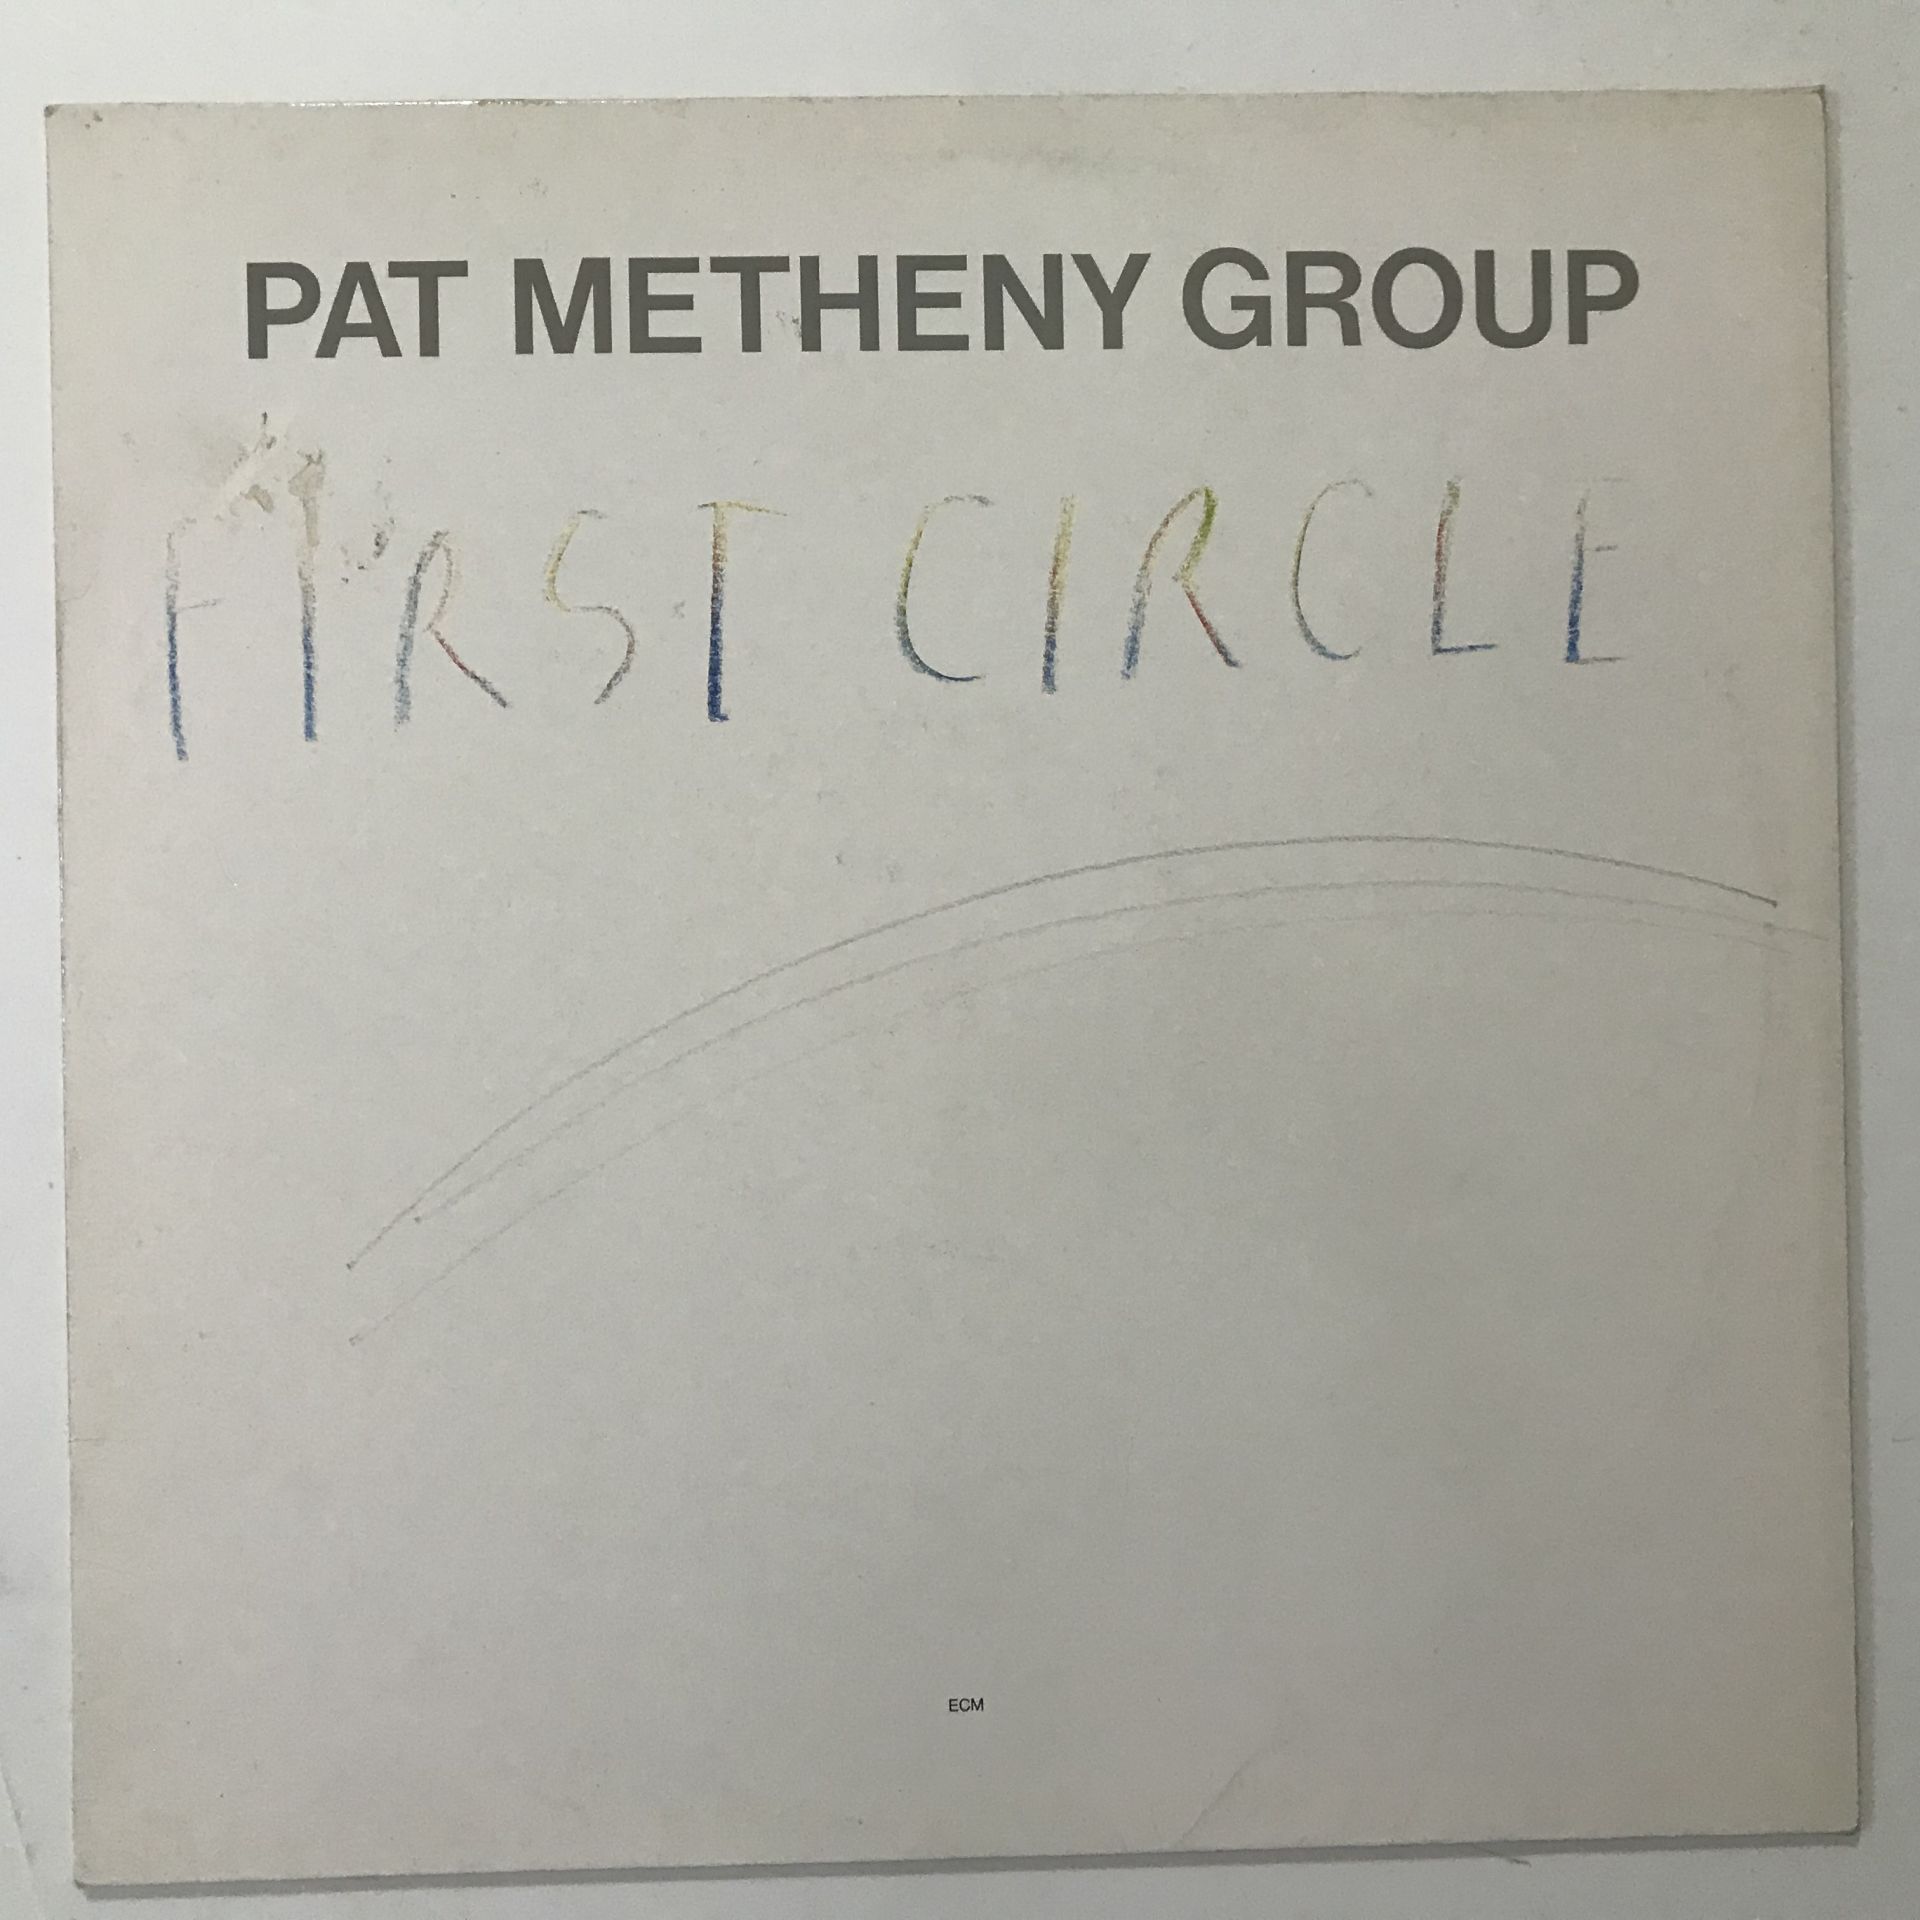 PAT METHENY GROUP
FIRST CIRCLE
ECM